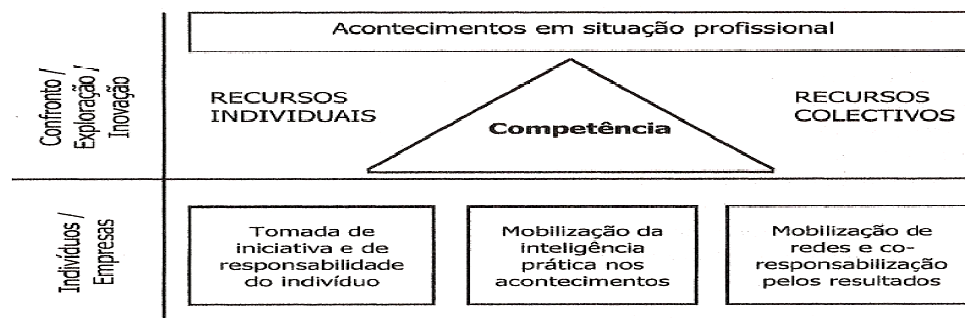 Acontecimentos em situação profissional
Confronto /
Exploração /
Inovação
RECURSOS
INDIVIDUAIS
Competência
RECURSOS
COLECTIVOS
Indivíduos /
Empresas
Tomada de
iniciativa e de
responsabilidade
do indivíduo
Mobilização da
inteligência
prática nos
acontecimentos
Mobilização de
redes e co-
responsabilização
pelos resultados